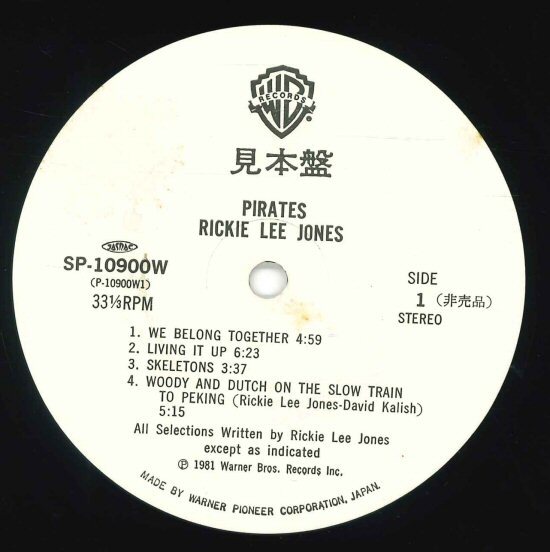 WB
RECORDS
®
見本盤
PIRATES
RICKIE LEE JONES
JASRAC
SP-10900W
(P-10900W1)
33⅓RPM
SIDE
1 (非売品)
STEREO
1. WE BELONG TOGETHER 4:59
2. LIVING IT UP 6:23
3. SKELETONS 3:37
4. WOODY AND DUTCH ON THE SLOW TRAIN
TO PEKING (Rickie Lee Jones-David Kalish)
5:15
All Selections Written by Rickie Lee Jones
except as indicated
℗ 1981 Warner Bros. Records Inc.
MADE BY WARNER PIONEER CORPORATION, JAPAN.